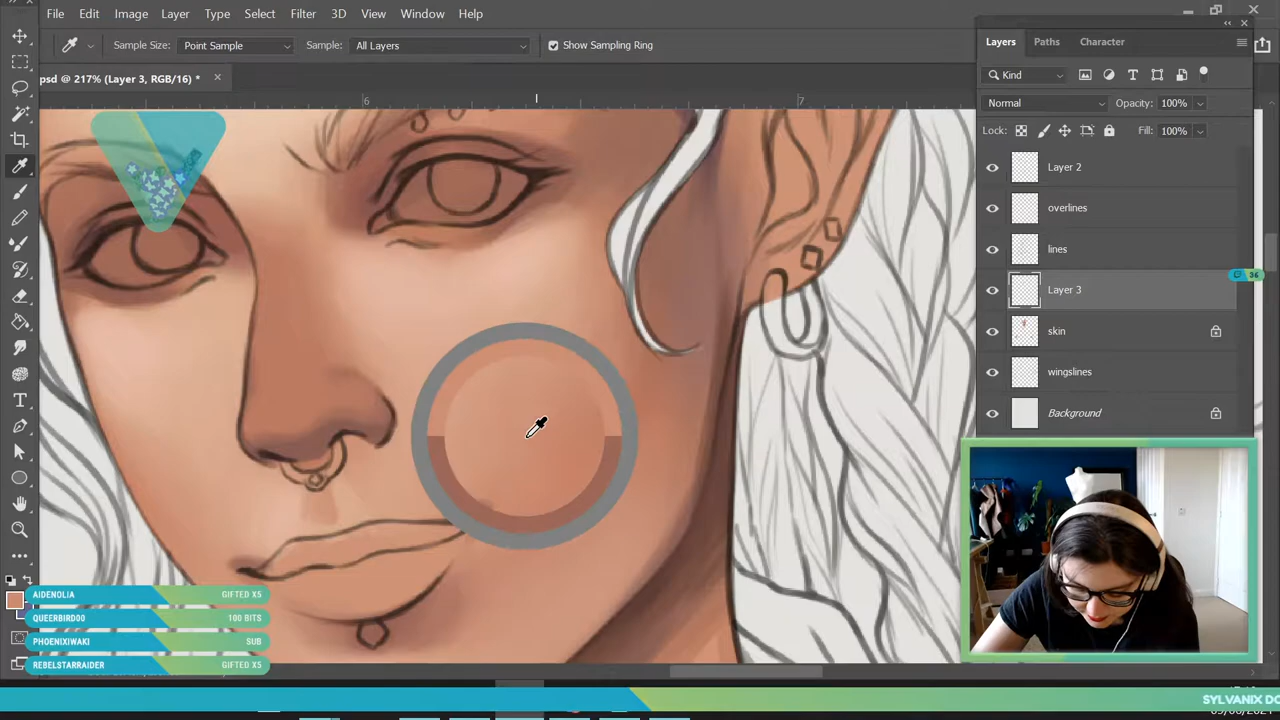 File Edit Image Layer Type Select Filter 3D View Window Help
Sample Size: Point Sample Sample: All Layers Show Sampling Ring
psd @ 217% (Layer 3, RGB/16) *
6 7
Layers Paths Character
Kind
Normal Opacity: 100%
Lock: Fill: 100%
Layer 2
overlines
lines
Layer 3
36
skin
wingslines
Background
AIDENOLIA GIFTED X5
QUEERBIRD00 100 BITS
PHOENIXIWAKI SUB
REBELSTARRAIDER GIFTED X5
SYLVANIX DO